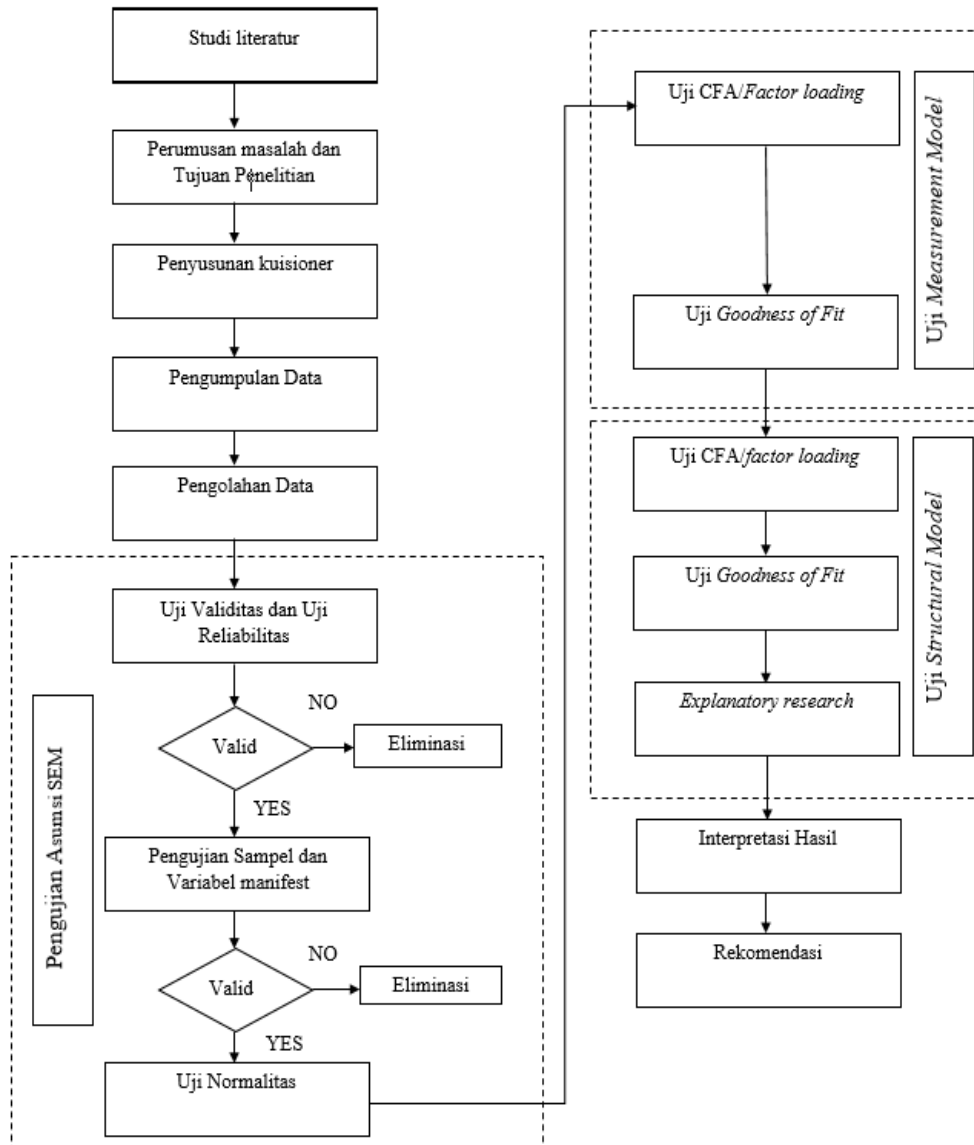 Studi literatur
Perumusan masalah dan
Tujuan Penelitian
Penyusunan kuisioner
Pengumpulan Data
Pengolahan Data
Uji Validitas dan Uji
Reliabilitas
NO
Valid
Eliminasi
YES
Pengujian Sampel dan
Variabel manifest
NO
Valid
Eliminasi
YES
Uji Normalitas
Pengujian Asumsi SEM
Uji CFA/Factor loading
Uji Goodness of Fit
Uji Measurement Model
Uji CFA/factor loading
Uji Goodness of Fit
Explanatory research
Uji Structural Model
Interpretasi Hasil
Rekomendasi